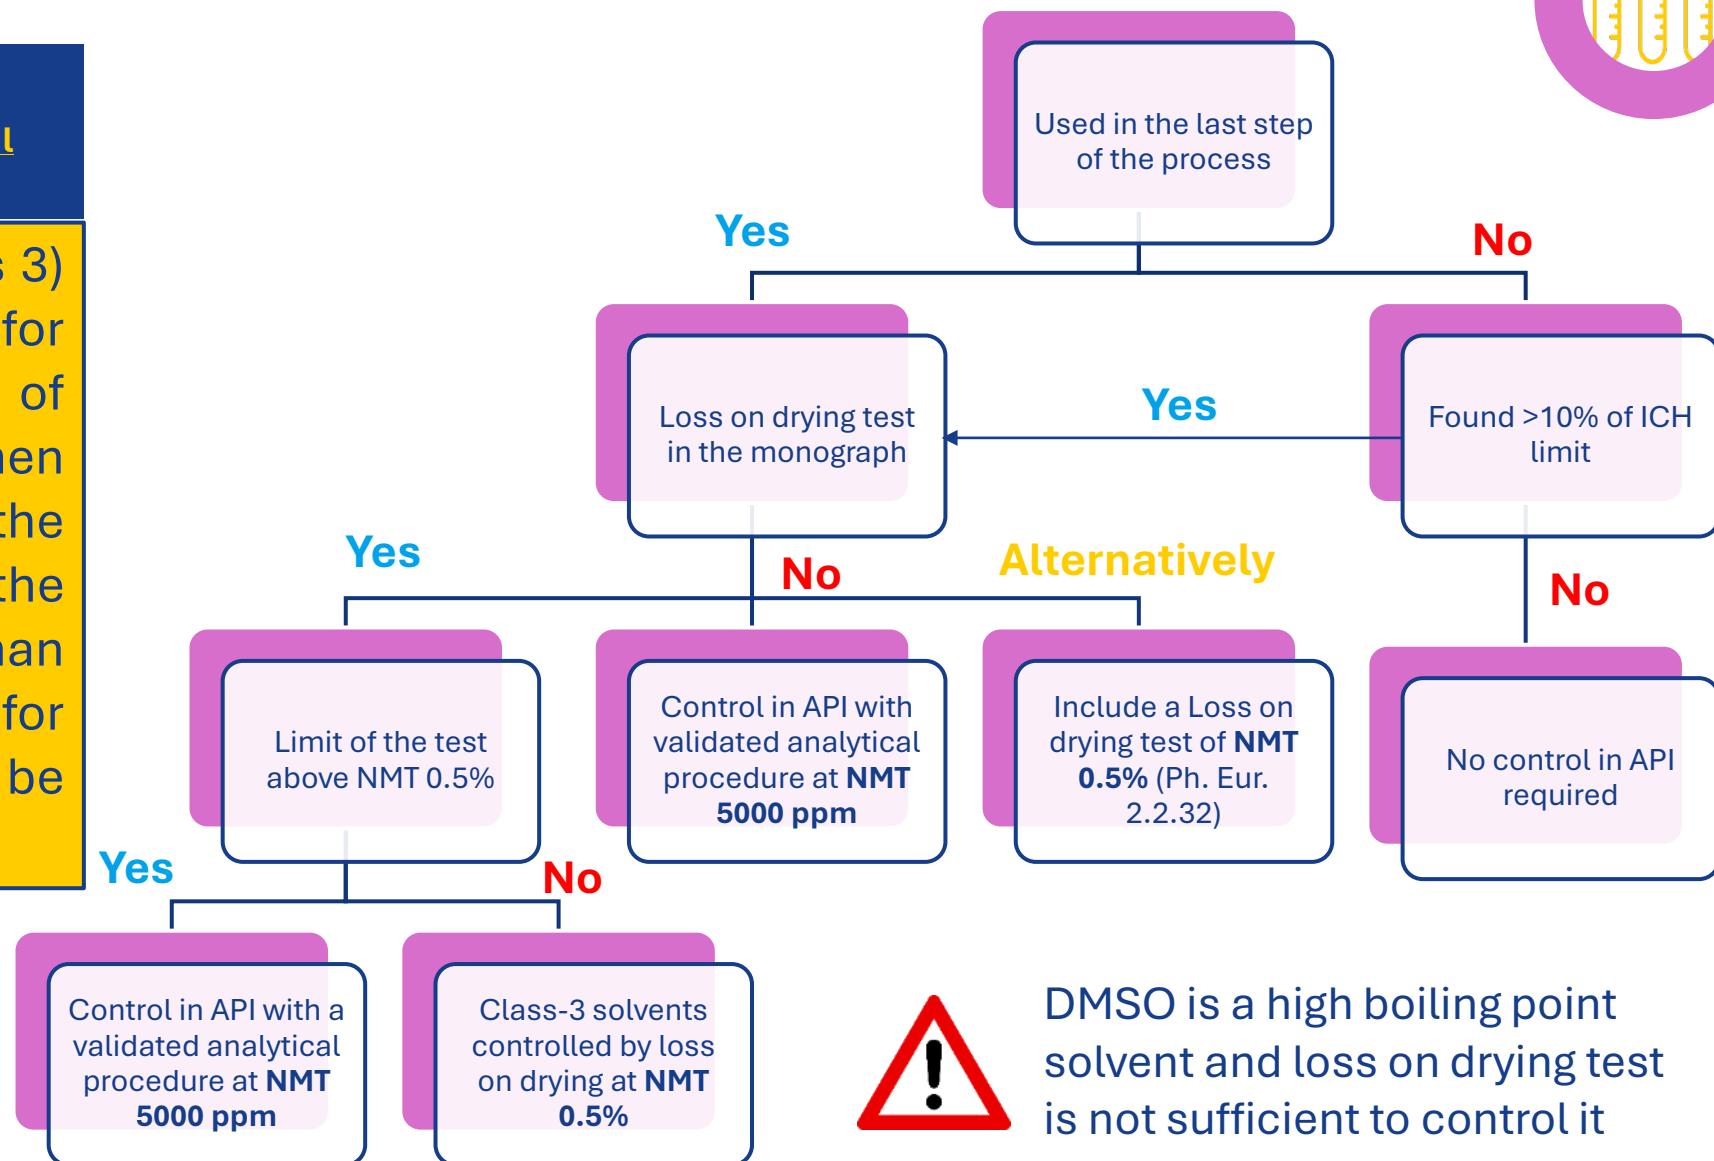 l
s 3)
for
of
the
the
for
be
Used in the last step
of the process
Yes
No
Loss on drying test
in the monograph
Yes
Found >10% of ICH
limit
Yes
No
Alternatively
No
Limit of the test
above NMT 0.5%
Control in API with
validated analytical
procedure at NMT
5000 ppm
Include a Loss on
drying test of NMT
0.5% (Ph. Eur.
2.2.32)
No control in API
required
Yes
No
Control in API with a
validated analytical
procedure at NMT
5000 ppm
Class-3 solvents
controlled by loss
on drying at NMT
0.5%
DMSO is a high boiling point
solvent and loss on drying test
is not sufficient to control it